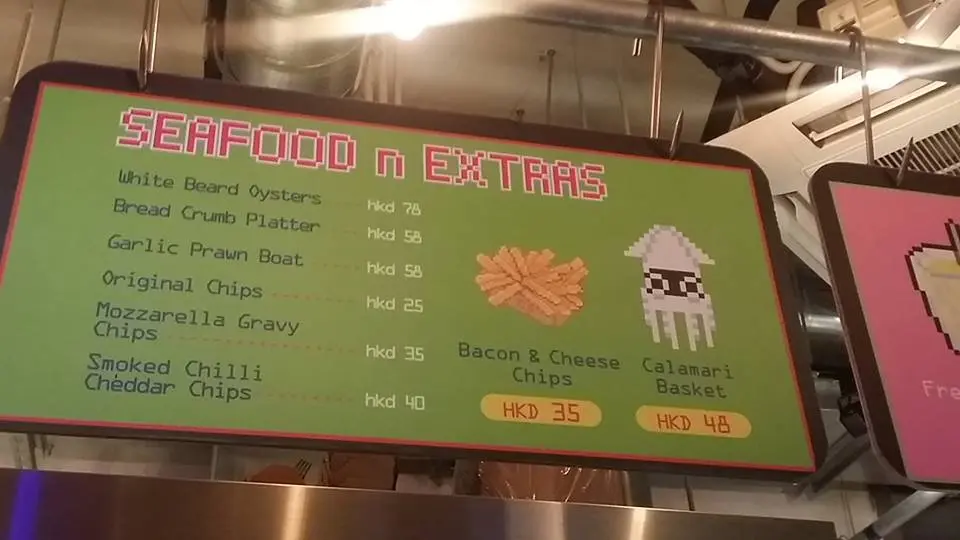 SEAFOOD n EXTRAS
White Beard Oysters hkd 78
Bread Crumb Platter hkd 58
Garlic Prawn Boat hkd 58
Original Chips hkd 25
Mozzarella Gravy
Chips hkd 35
Smoked Chilli
Cheddar Chips hkd 40
Bacon & Cheese
Chips
HKD 35
Calamari
Basket
HKD 48
Fre